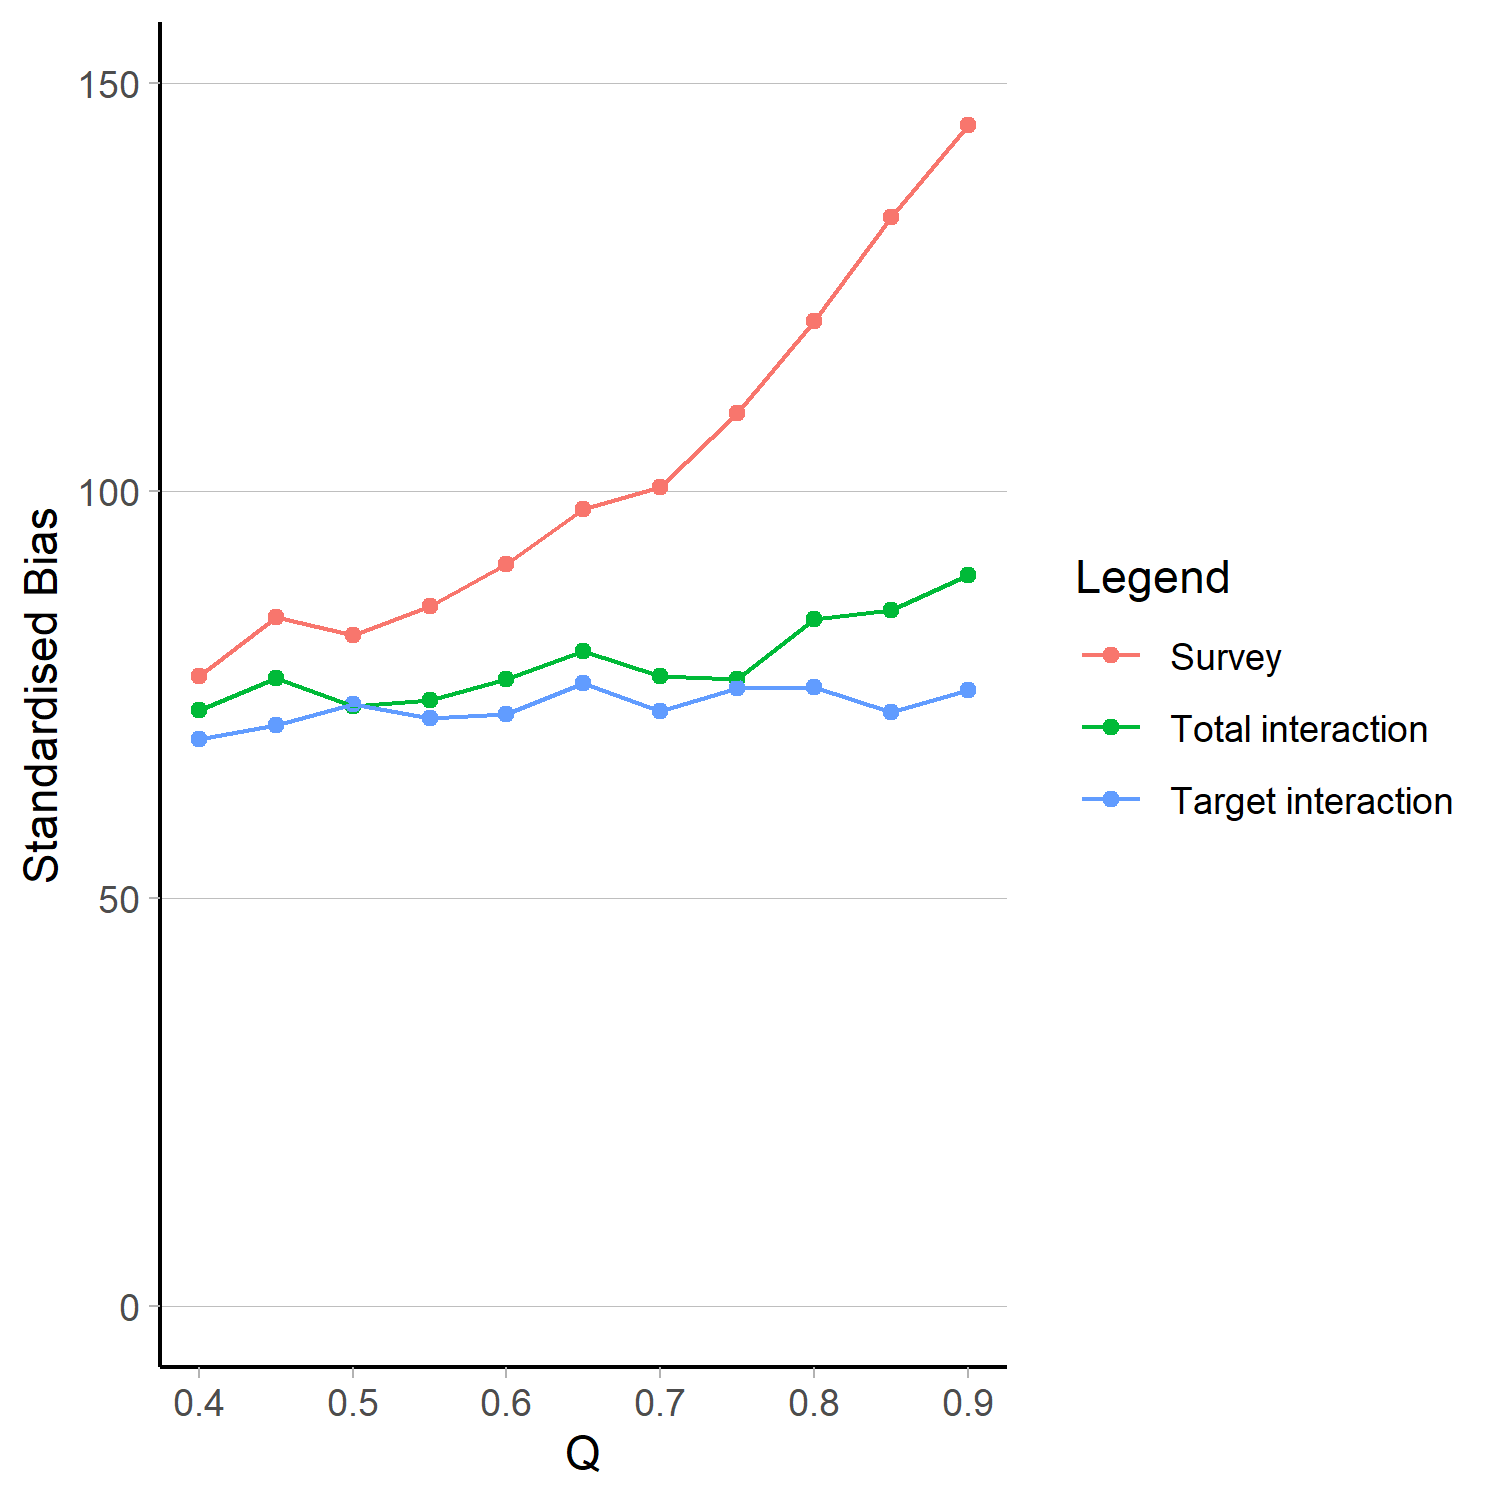 150
100
50
0
Standardised Bias
0.4 0.5 0.6 0.7 0.8 0.9
Q
Legend
Survey
Total interaction
Target interaction